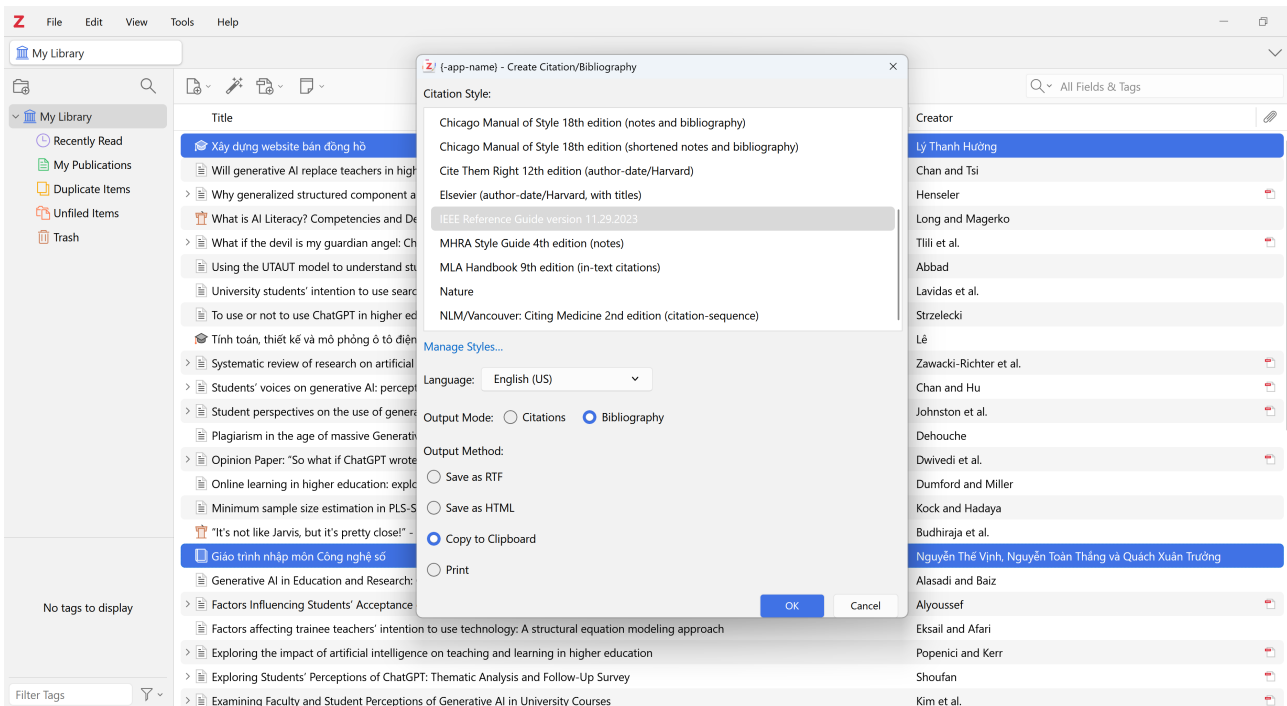 Z File Edit View Tools Help
My Library
All Fields & Tags
My Library
Recently Read
My Publications
Duplicate Items
Unfiled Items
Trash
No tags to display
Filter Tags
Title Creator
Xây dựng website bán đồng hồ Lý Thanh Hường
Will generative AI replace teachers in high Chan and Tsi
Why generalized structured component a Henseler
What is AI Literacy? Competencies and De Long and Magerko
What if the devil is my guardian angel: Ch Tlili et al.
Using the UTAUT model to understand stu Abbad
University students' intention to use searc Lavidas et al.
To use or not to use ChatGPT in higher ed Strzelecki
Tính toán, thiết kế và mô phỏng ô tô điện Lê
Systematic review of research on artificial Zawacki-Richter et al.
Students' voices on generative AI: percept Chan and Hu
Student perspectives on the use of genera Johnston et al.
Plagiarism in the age of massive Generativ Dehouche
Opinion Paper: "So what if ChatGPT wrote Dwivedi et al.
Online learning in higher education: explo Dumford and Miller
Minimum sample size estimation in PLS-S Kock and Hadaya
"It's not like Jarvis, but it's pretty close!" - Budhiraja et al.
Giáo trình nhập môn Công nghệ số Nguyễn Thế Vịnh, Nguyễn Toàn Thắng và Quách Xuân Trưởng
Generative AI in Education and Research: Alasadi and Baiz
Factors Influencing Students' Acceptance Alyoussef
Factors affecting trainee teachers' intention to use technology: A structural equation modeling approach Eksail and Afari
Exploring the impact of artificial intelligence on teaching and learning in higher education Popenici and Kerr
Exploring Students' Perceptions of ChatGPT: Thematic Analysis and Follow-Up Survey Shoufan
Examining Faculty and Student Perceptions of Generative AI in University Courses Kim et al.
Z {-app-name} - Create Citation/Bibliography
Citation Style:
Chicago Manual of Style 18th edition (notes and bibliography)
Chicago Manual of Style 18th edition (shortened notes and bibliography)
Cite Them Right 12th edition (author-date/Harvard)
Elsevier (author-date/Harvard, with titles)
IEEE Reference Guide version 11.29.2023
MHRA Style Guide 4th edition (notes)
MLA Handbook 9th edition (in-text citations)
Nature
NLM/Vancouver: Citing Medicine 2nd edition (citation-sequence)
Manage Styles...
Language: English (US)
Output Mode: Citations Bibliography
Output Method:
Save as RTF
Save as HTML
Copy to Clipboard
Print
OK Cancel